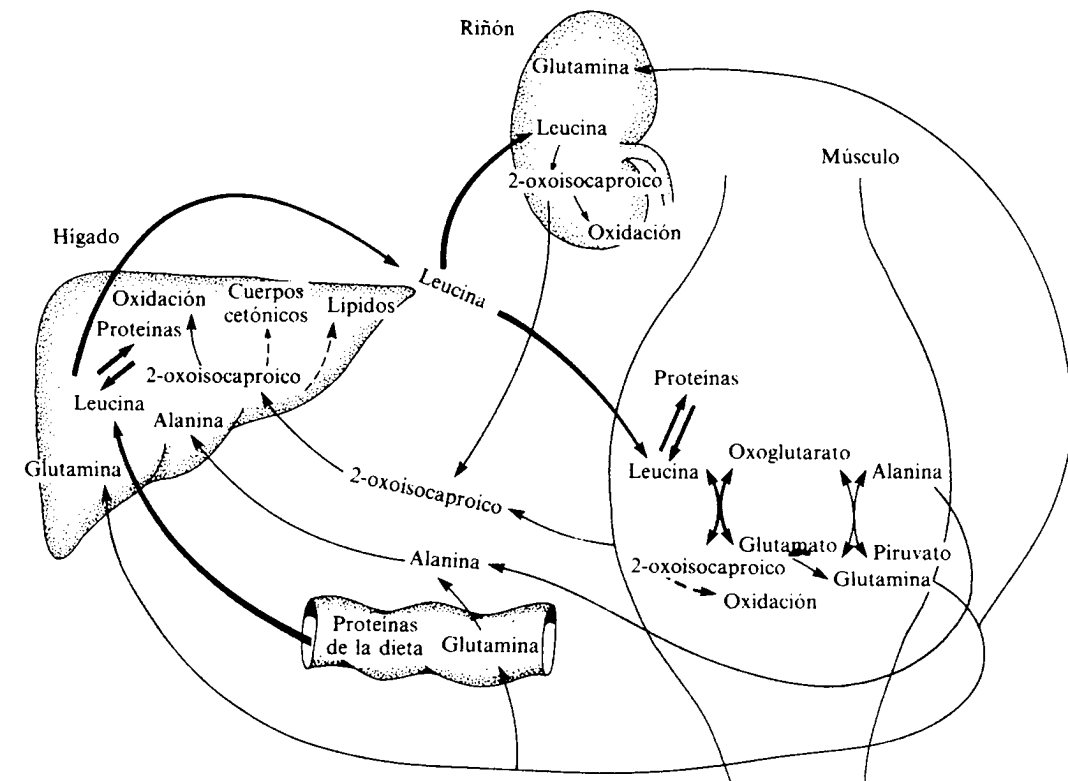 Riñón
Glutamina
Leucina
2-oxoisocaproico
Oxidación
Músculo
Hígado
Leucina
Oxidación
Cuerpos
cetónicos
Lípidos
Proteínas
2-oxoisocaproico
Leucina
Alanina
Glutamina
2-oxoisocaproico
Alanina
Proteínas
de la dieta
Glutamina
Proteínas
Leucina
Oxoglutarato
Alanina
Glutamato
Piruvato
2-oxoisocaproico
Glutamina
Oxidación